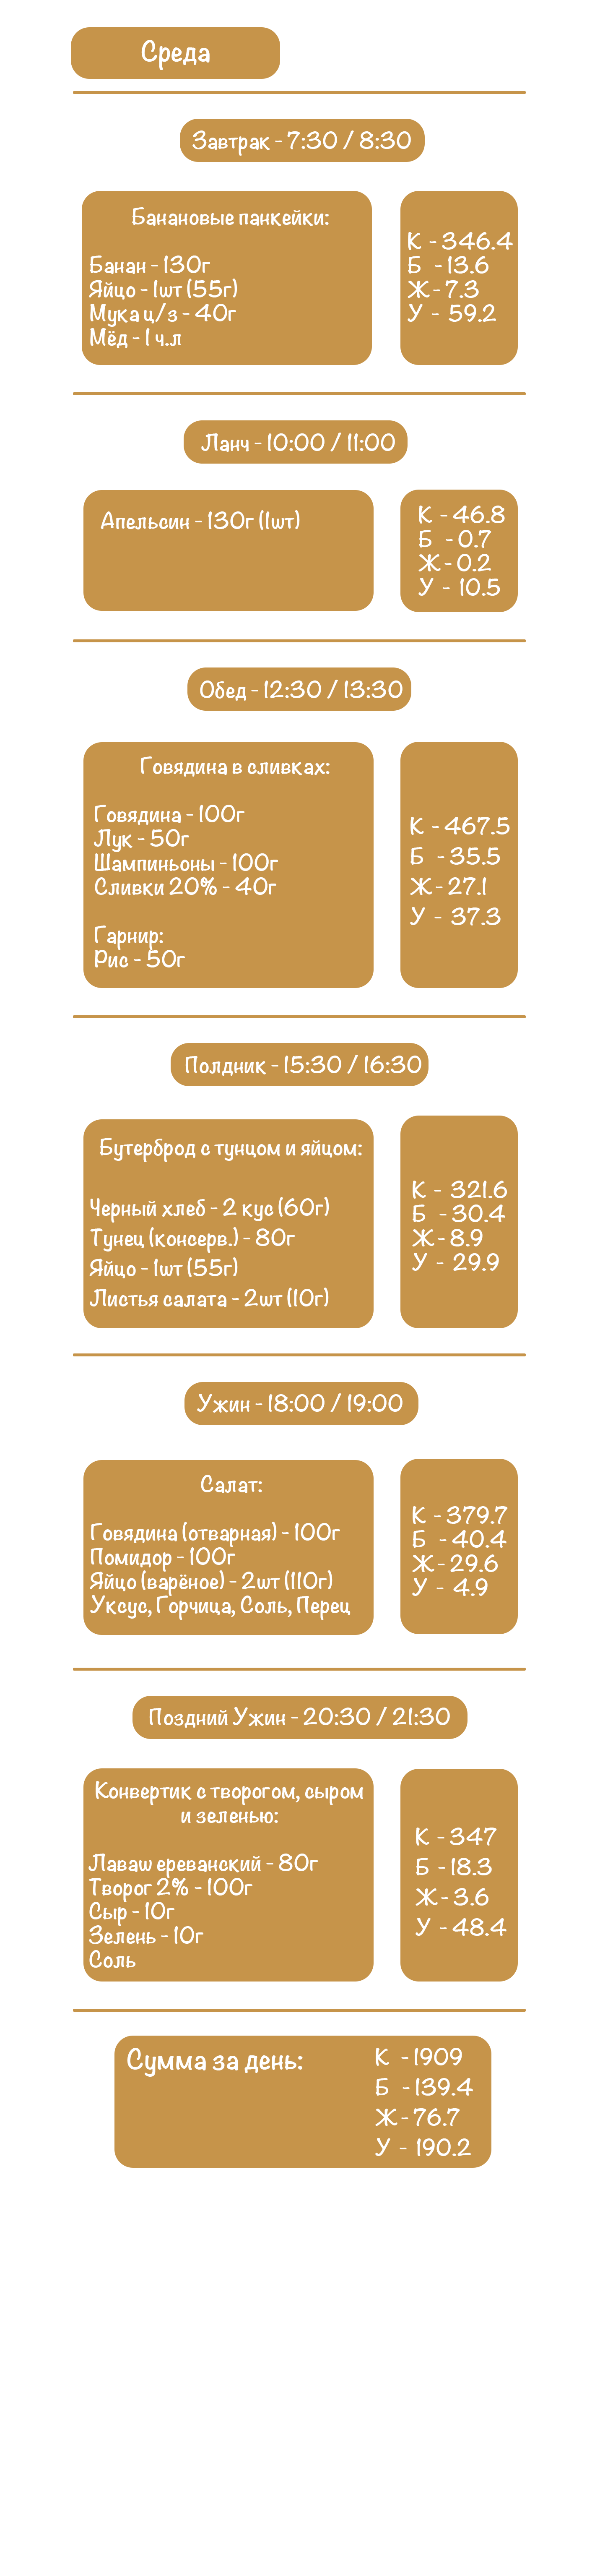 Среда
Завтрак - 7:30 / 8:30
Банановые панкейки:
Банан - 130г
Яйцо - 1шт (55г)
Мука ц/з - 40г
Мёд - 1 ч.л
К - 346.4
Б - 13.6
Ж - 7.3
У - 59.2
Ланч - 10:00 / 11:00
Апельсин - 130г (1шт)
К - 46.8
Б - 0.7
Ж - 0.2
У - 10.5
Обед - 12:30 / 13:30
Говядина в сливках:
Говядина - 100г
Лук - 50г
Шампиньоны - 100г
Сливки 20% - 40г
Гарнир:
Рис - 50г
К - 467.5
Б - 35.5
Ж - 27.1
У - 37.3
Полдник - 15:30 / 16:30
Бутерброд с тунцом и яйцом:
Черный хлеб - 2 кус (60г)
Тунец (консерв.) - 80г
Яйцо - 1шт (55г)
Листья салата - 2шт (10г)
К - 321.6
Б - 30.4
Ж - 8.9
У - 29.9
Ужин - 18:00 / 19:00
Салат:
Говядина (отварная) - 100г
Помидор - 100г
Яйцо (варёное) - 2шт (110г)
Уксус, Горчица, Соль, Перец
К - 379.7
Б - 40.4
Ж - 29.6
У - 4.9
Поздний Ужин - 20:30 / 21:30
Конвертик с творогом, сыром
и зеленью:
Лаваш ереванский - 80г
Творог 2% - 100г
Сыр - 10г
Зелень - 10г
Соль
К - 347
Б - 18.3
Ж - 3.6
У - 48.4
Сумма за день:
К - 1909
Б - 139.4
Ж - 76.7
У - 190.2